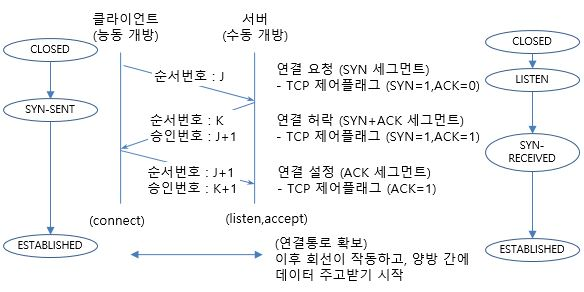 클라이언트
(능동 개방)
서버
(수동 개방)
CLOSED
SYN-SENT
ESTABLISHED
순서번호 : J
순서번호 : K
승인번호 : J+1
순서번호 : J+1
승인번호 : K+1
(connect)
(listen,accept)
연결 요청 (SYN 세그먼트)
- TCP 제어플래그 (SYN=1,ACK=0)
연결 허락 (SYN+ACK 세그먼트)
- TCP 제어플래그 (SYN=1,ACK=1)
연결 설정 (ACK 세그먼트)
- TCP 제어플래그 (ACK=1)
(연결통로 확보)
이후 회선이 작동하고, 양방 간에
데이터 주고받기 시작
CLOSED
LISTEN
SYN-
RECEIVED
ESTABLISHED